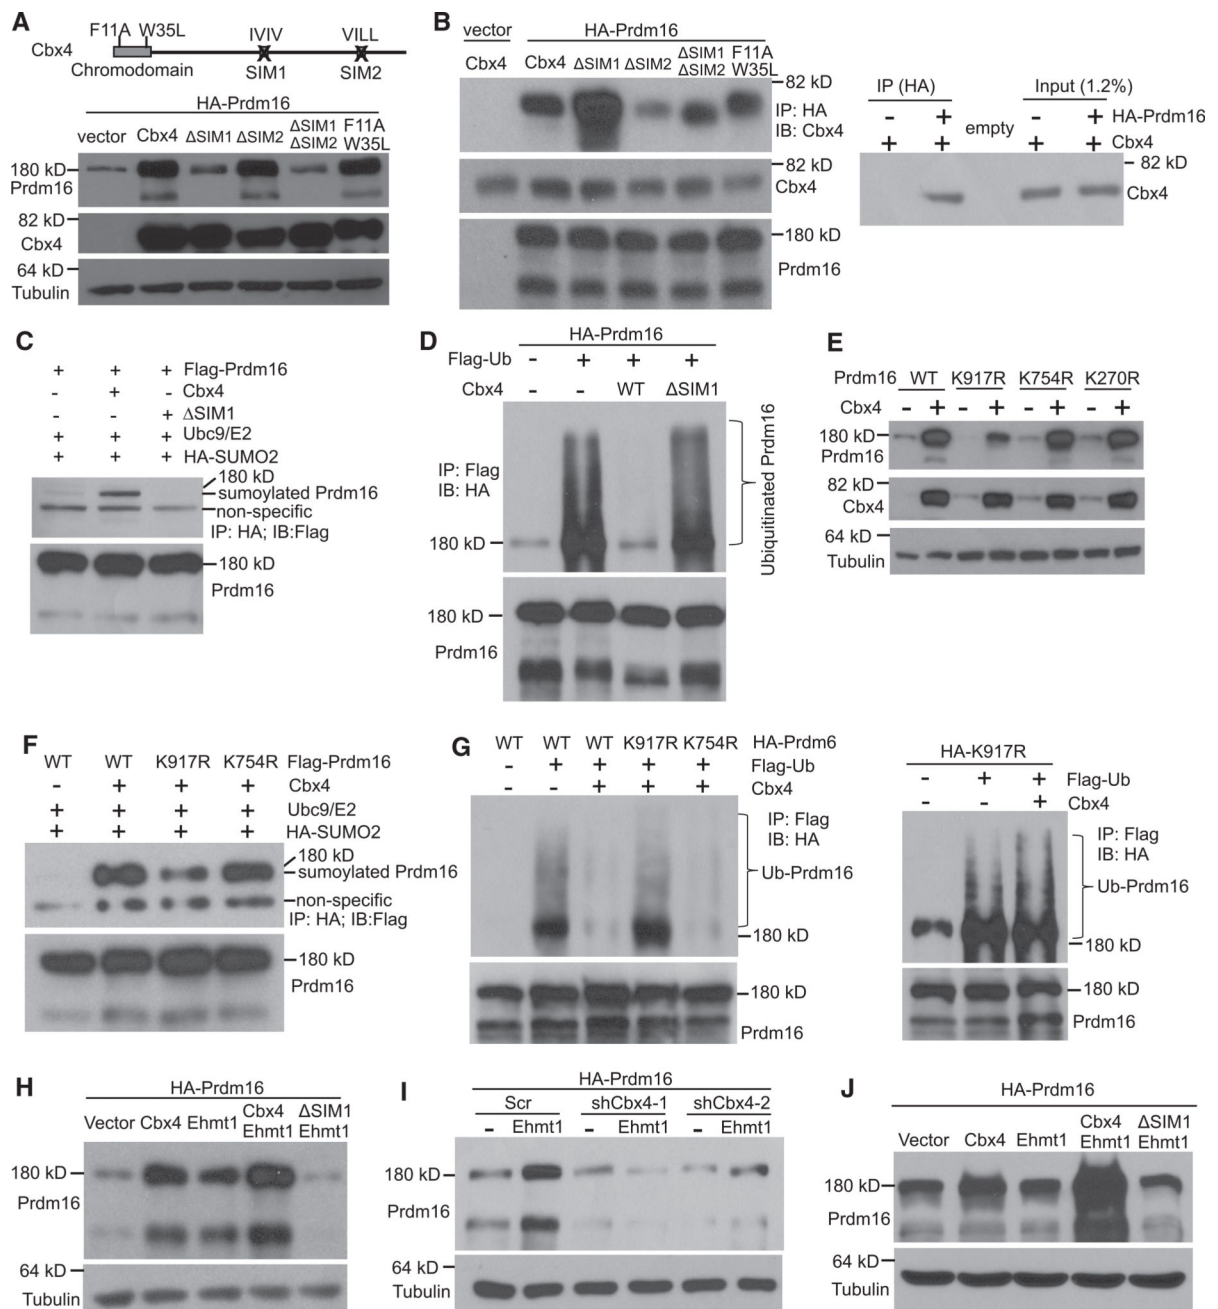 A
F11A W35L IVIV VILL
Cbx4
Chromodomain SIM1 SIM2
HA-Prdm16
vector Cbx4 ΔSIM1 ΔSIM2 ΔSIM1 ΔSIM2 F11A W35L
180 kD
Prdm16
82 kD
Cbx4
64 kD
Tubulin
B
vector HA-Prdm16
Cbx4 Cbx4 ΔSIM1 ΔSIM2 ΔSIM1 ΔSIM2 F11A W35L
82 kD
IP: HA
IB: Cbx4
82 kD
Cbx4
180 kD
Prdm16
IP (HA) Input (1.2%)
- + empty - + HA-Prdm16
+ + + + Cbx4
82 kD
Cbx4
C
+ + + Flag-Prdm16
- + - Cbx4
- - + ΔSIM1
+ + + Ubc9/E2
+ + + HA-SUMO2
180 kD
sumoylated Prdm16
non-specific
IP: HA; IB:Flag
180 kD
Prdm16
D
HA-Prdm16
Flag-Ub - + + +
Cbx4 - - WT ΔSIM1
IP: Flag
IB: HA
180 kD
Ubiquitinated Prdm16
180 kD
Prdm16
E
Prdm16 WT K917R K754R K270R
Cbx4 - + - + - + - +
180 kD
Prdm16
82 kD
Cbx4
64 kD
Tubulin
F
WT WT K917R K754R Flag-Prdm16
- + + + Cbx4
+ + + + Ubc9/E2
+ + + + HA-SUMO2
180 kD
sumoylated Prdm16
non-specific
IP: HA; IB:Flag
180 kD
Prdm16
G
WT WT WT K917R K754R HA-Prdm6
- + + + + Flag-Ub
- - + + + Cbx4
IP: Flag
IB: HA
Ub-Prdm16
180 kD
180 kD
Prdm16
HA-K917R
- + + Flag-Ub
- - + Cbx4
IP: Flag
IB: HA
Ub-Prdm16
180 kD
180 kD
Prdm16
H
HA-Prdm16
Vector Cbx4 Ehmt1 Cbx4 Ehmt1 ΔSIM1 Ehmt1
180 kD
Prdm16
64 kD
Tubulin
I
HA-Prdm16
Scr shCbx4-1 shCbx4-2
- Ehmt1 - Ehmt1 - Ehmt1
180 kD
Prdm16
64 kD
Tubulin
J
HA-Prdm16
Vector Cbx4 Ehmt1 Cbx4 Ehmt1 ΔSIM1 Ehmt1
180 kD
Prdm16
64 kD
Tubulin